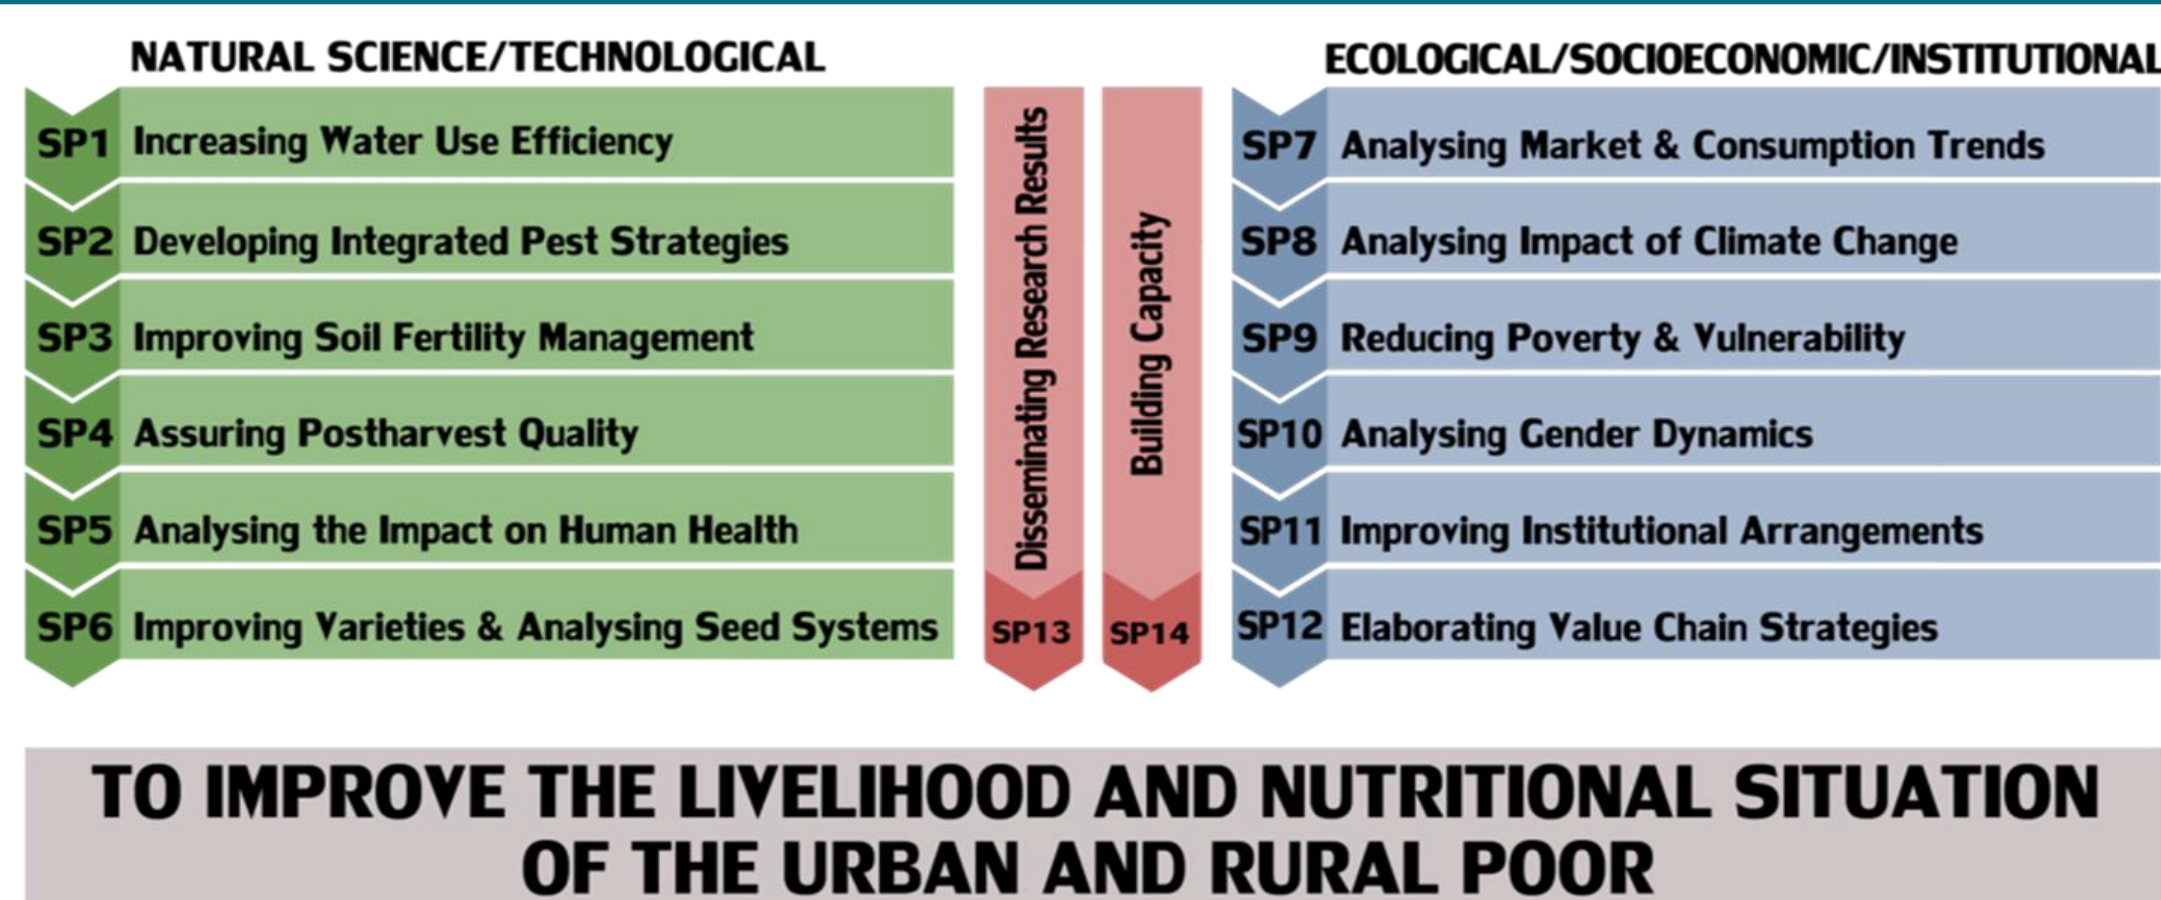 NATURAL SCIENCE/TECHNOLOGICAL
SP1 Increasing Water Use Efficiency
SP2 Developing Integrated Pest Strategies
SP3 Improving Soil Fertility Management
SP4 Assuring Postharvest Quality
SP5 Analysing the Impact on Human Health
SP6 Improving Varieties & Analysing Seed Systems
Disseminating Research Results
SP13
Building Capacity
SP14
ECOLOGICAL/SOCIOECONOMIC/INSTITUTIONAL
SP7 Analysing Market & Consumption Trends
SP8 Analysing Impact of Climate Change
SP9 Reducing Poverty & Vulnerability
SP10 Analysing Gender Dynamics
SP11 Improving Institutional Arrangements
SP12 Elaborating Value Chain Strategies
TO IMPROVE THE LIVELIHOOD AND NUTRITIONAL SITUATION
OF THE URBAN AND RURAL POOR